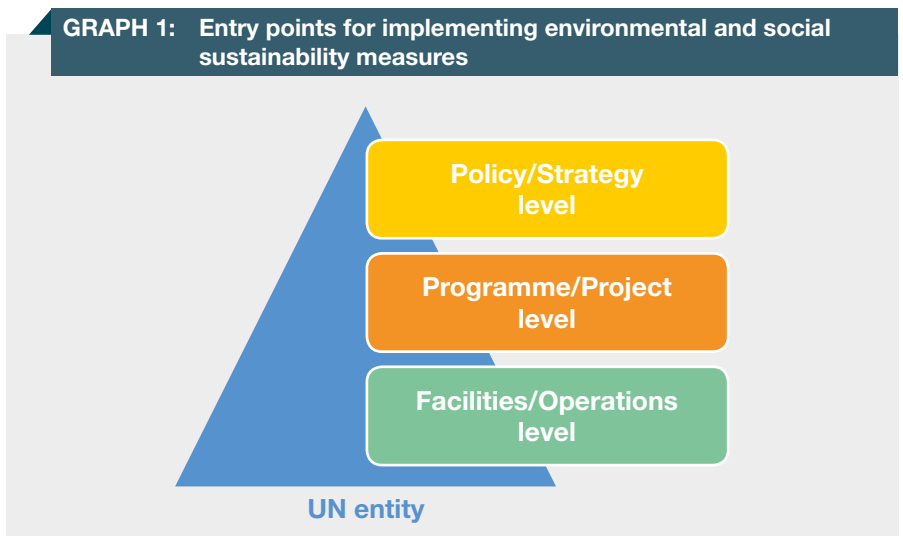 GRAPH 1: Entry points for implementing environmental and social
sustainability measures
Policy/Strategy
level
Programme/Project
level
Facilities/Operations
level
UN entity